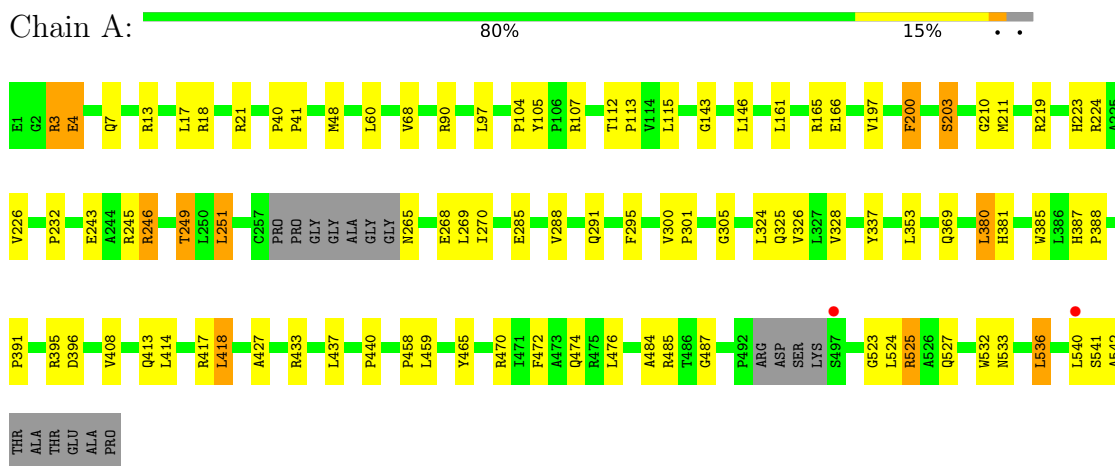 Chain A:
80% 15% • •
E1 G2 R3 E4 Q7 R13 L17 R18 R21 P40 P41 M48 L60 V68 R90 L97 P104 Y105 P106 R107 T112 P113 V114 L115 G143 L146 L161 R165 E166 V197 F200 S203 G210 M211 R219 H223 R224 A225
V226 P232 E243 A244 R245 R246 T249 L250 L251 C257 PRO PRO GLY GLY ALA GLY GLY N265 E268 L269 I270 E285 V288 Q291 F295 V300 P301 G305 L324 Q325 V326 L327 V328 Y337 L353 Q369 L380 H381 W385 L386 H387 P388
P391 R395 D396 V408 Q413 L414 R417 L418 A427 R433 L437 P440 P458 L459 Y465 R470 I471 F472 A473 Q474 R475 L476 A484 R485 T486 G487 P492 ARG ASP SER LYS S497 G523 L524 R525 A526 Q527 W532 N533 L536 L540 S541 A542
THR ALA THR GLU ALA PRO